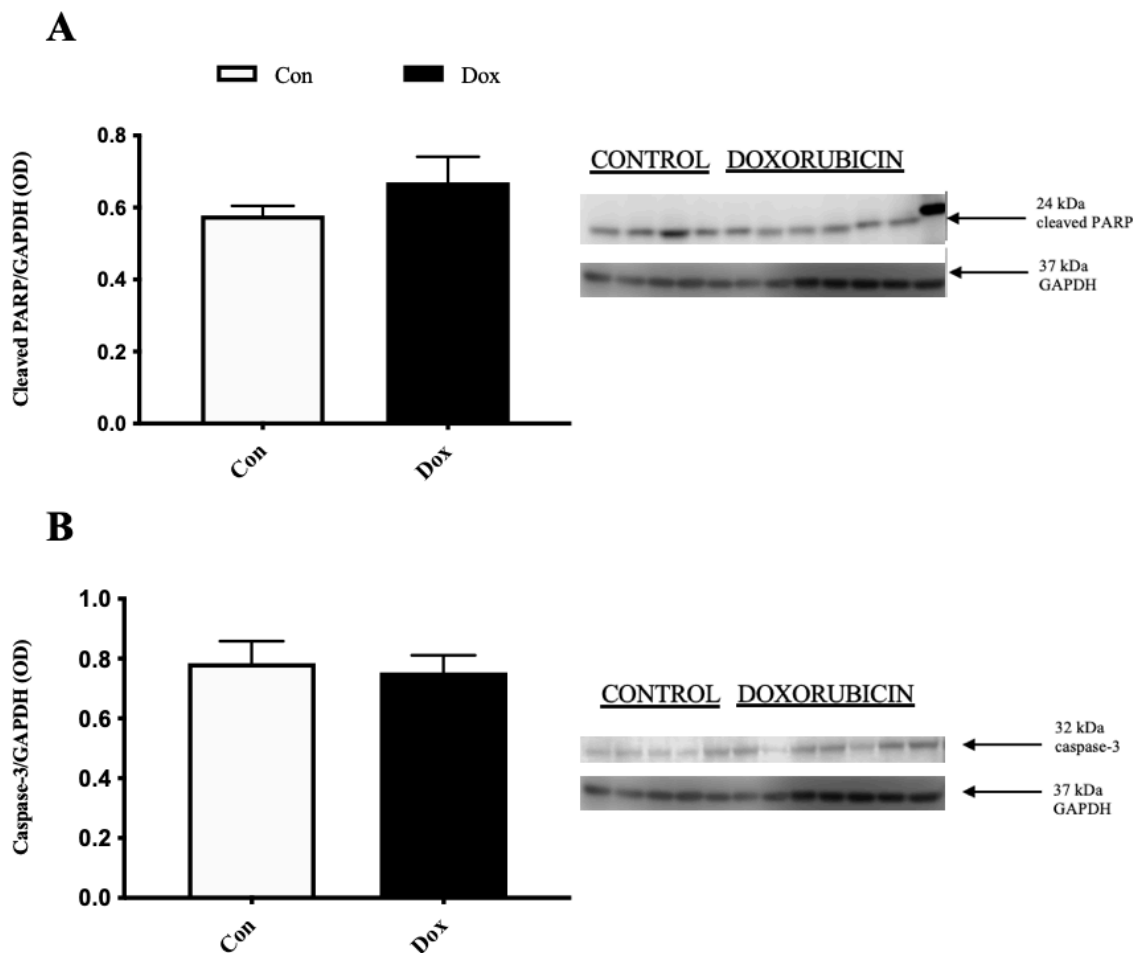 A
Con Dox
Cleaved PARP/GAPDH (OD)
0.8
0.6
0.4
0.2
0.0
Con Dox
CONTROL DOXORUBICIN
24 kDa
cleaved PARP
37 kDa
GAPDH
B
Caspase-3/GAPDH (OD)
1.0
0.8
0.6
0.4
0.2
0.0
Con Dox
CONTROL DOXORUBICIN
32 kDa
caspase-3
37 kDa
GAPDH